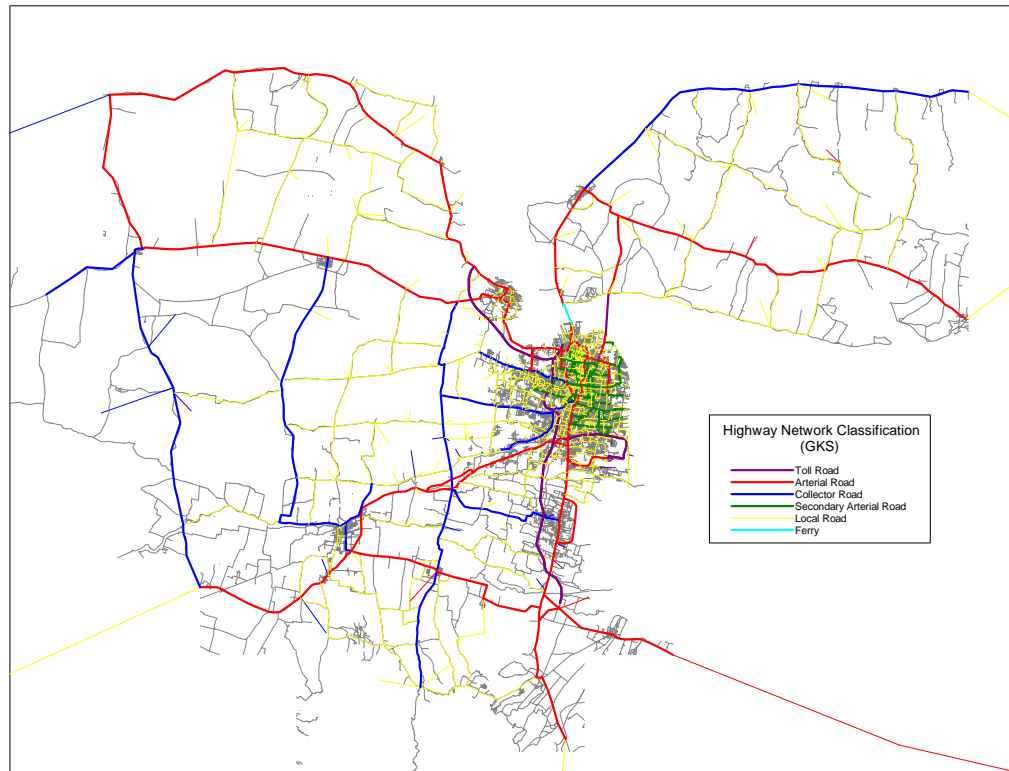 Highway Network Classification
(GKS)
Toll Road
Arterial Road
Collector Road
Secondary Arterial Road
Local Road
Ferry